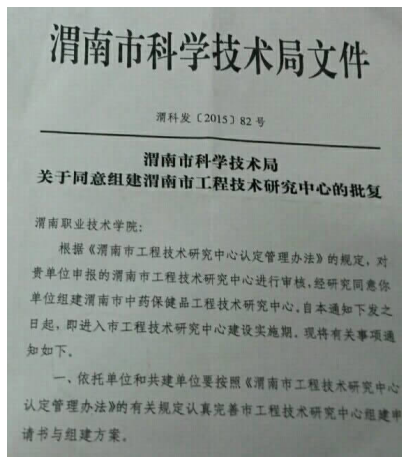 渭南市科学技术局文件
渭科发〔2015〕82号
渭南市科学技术局
关于同意组建渭南市工程技术研究中心的批复
渭南职业技术学院：
根据《渭南市工程技术研究中心认定管理办法》的规定，对
贵单位申报的渭南市工程技术研究中心进行审核，经研究同意你
单位组建渭南市中药保健品工程技术研究中心。自本通知下发之
日起，即进入市工程技术研究中心建设实施期。现将有关事项通
知如下。
一、依托单位和共建单位要按照《渭南市工程技术研究中心
认定管理办法》的有关规定认真完善市工程技术研究中心组建申
请书与组建方案。